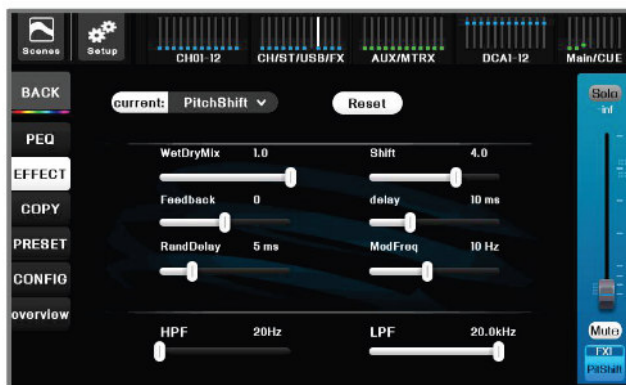 Scenes Setup CH01-12 CH/ST/USB/FX AUX/MTRX DCA1-12 Main/CUE
BACK current: PitchShift Reset Solo
-inf
PEQ
WetDryMix 1.0 Shift 4.0
EFFECT
Feedback 0 delay 10 ms
COPY
PRESET RandDelay 5 ms ModFreq 10 Hz
CONFIG
overview
HPF 20Hz LPF 20.0kHz Mute
FX1
PitShift